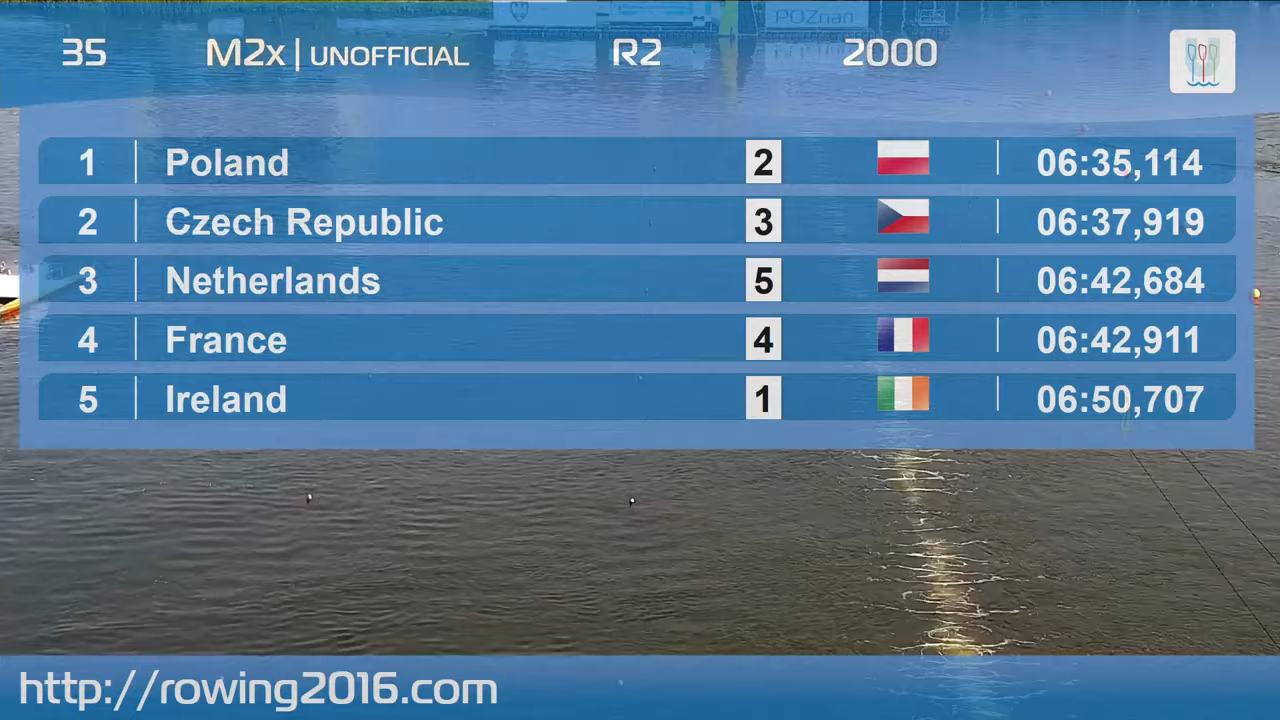 POZnan
35 M2x | UNOFFICIAL R2 2000
1 Poland 2 06:35,114
2 Czech Republic 3 06:37,919
3 Netherlands 5 06:42,684
4 France 4 06:42,911
5 Ireland 1 06:50,707
http://rowing2016.com